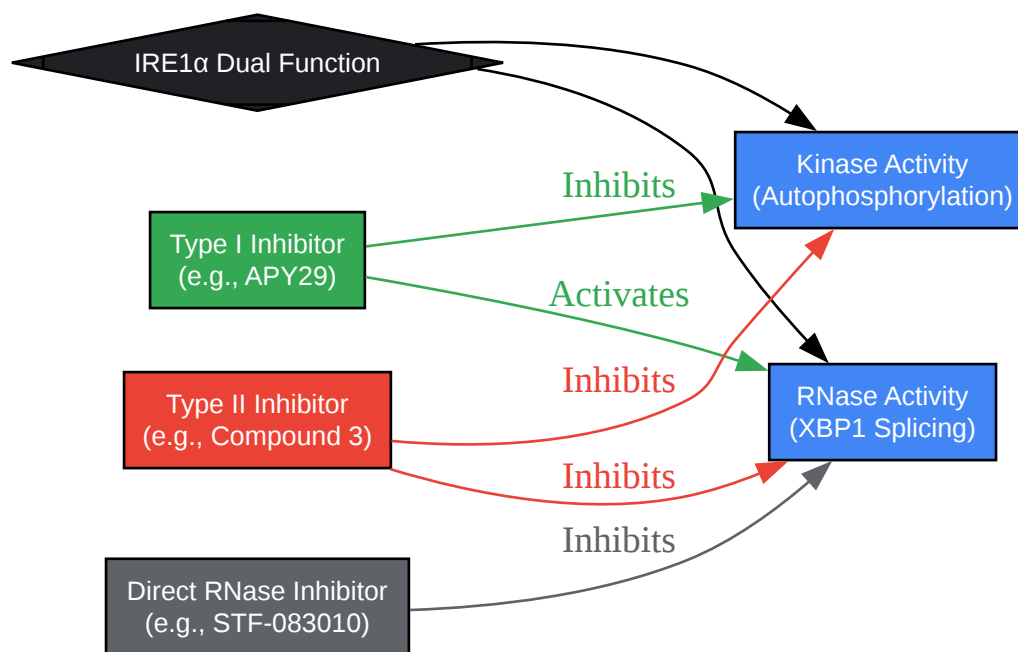 IRE1α Dual Function
Kinase Activity
(Autophosphorylation)
Inhibits
Type I Inhibitor
(e.g., APY29)
Activates
Inhibits
Type II Inhibitor
(e.g., Compound 3)
RNase Activity
(XBP1 Splicing)
Inhibits
Inhibits
Direct RNase Inhibitor
(e.g., STF-083010)